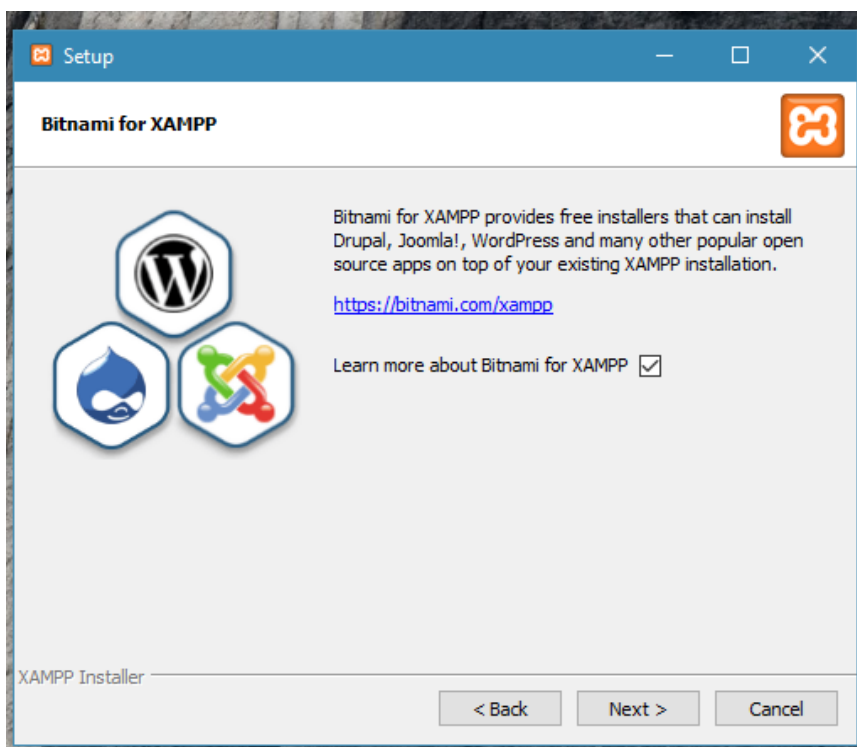 Setup
Bitnami for XAMPP
Bitnami for XAMPP provides free installers that can install
Drupal, Joomla!, WordPress and many other popular open
source apps on top of your existing XAMPP installation.
https://bitnami.com/xampp
Learn more about Bitnami for XAMPP
XAMPP Installer
< Back
Next >
Cancel